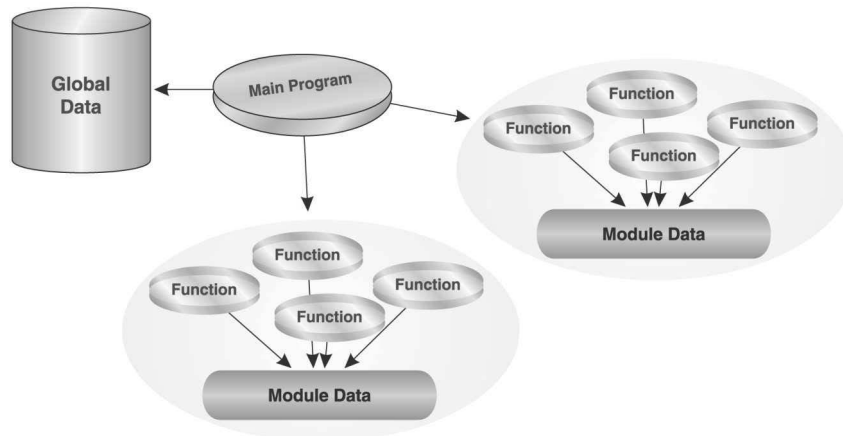 Global
Data
Main Program
Function
Function
Function
Function
Module Data
Function
Function
Function
Function
Module Data